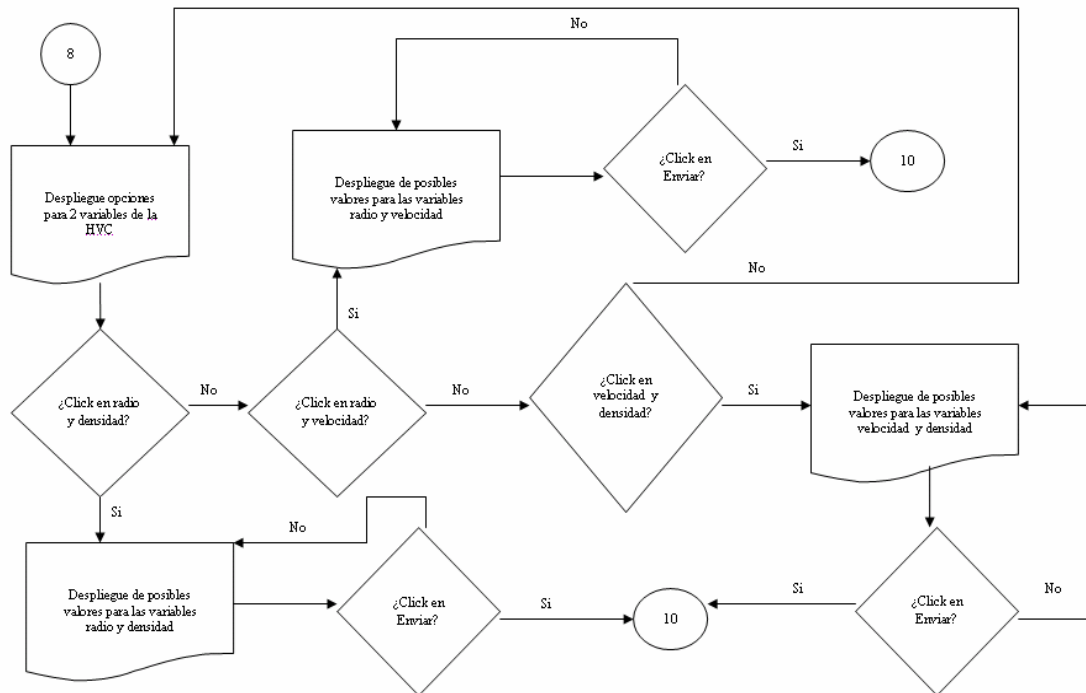 No
8
Si
¿Click en
Enviar?
10
Despliegue opciones
para 2 variables de la
HVC
Despliegue de posibles
valores para las variables
radio y velocidad
No
Si
¿Click en radio
y densidad?
No
¿Click en radio
y velocidad?
No
¿Click en
velocidad y
densidad?
Si
Despliegue de posibles
valores para las variables
velocidad y densidad
Si
No
Despliegue de posibles
valores para las variables
radio y densidad
¿Click en
Enviar?
Si
10
Si
¿Click en
Enviar?
No